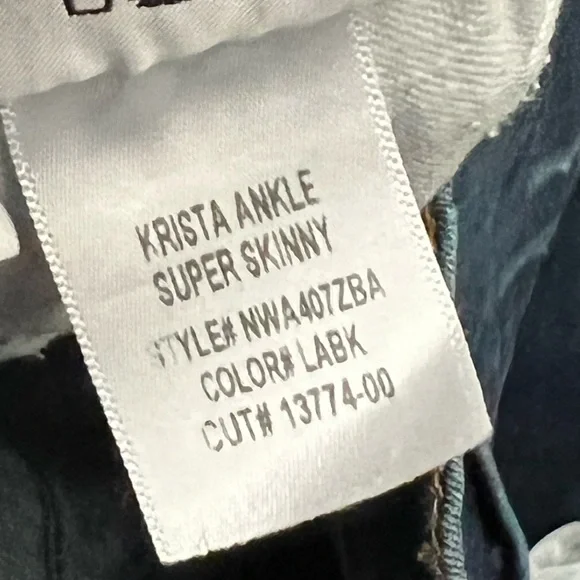 KRISTA ANKLE
SUPER SKINNY
STYLE# NWA407ZBA
COLOR# LABK
CUT# 13774-00